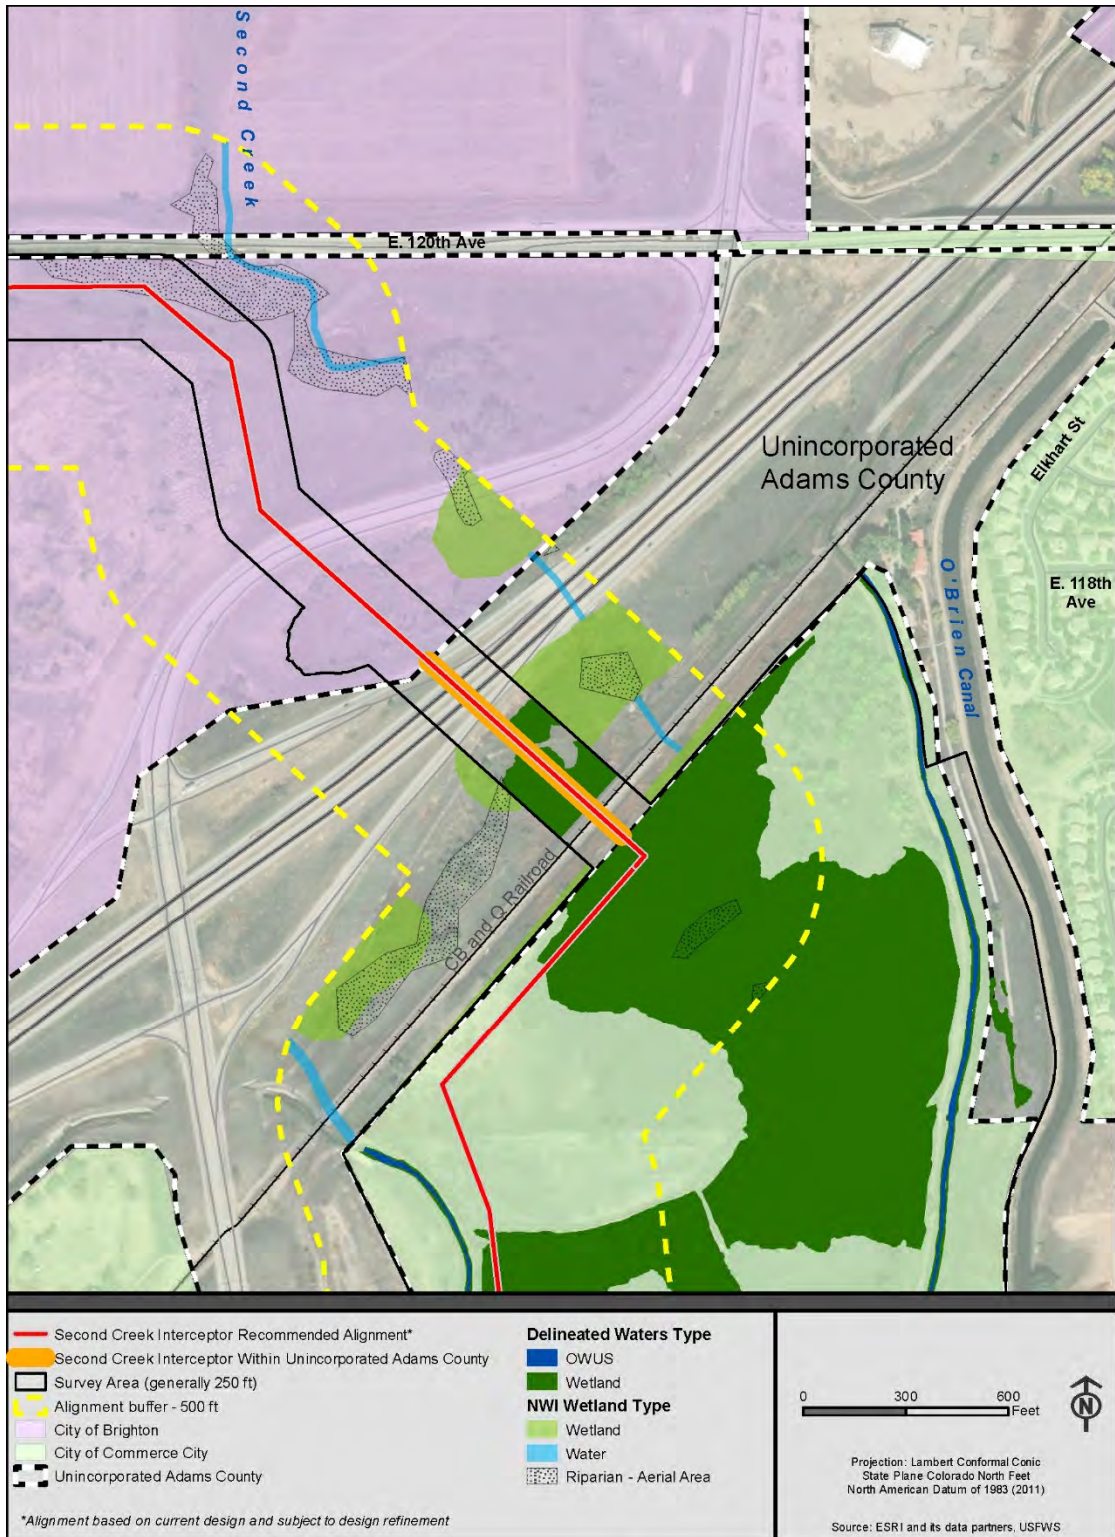 Second Creek
E. 120th Ave
Unincorporated
Adams County
Elkhart St
O'Brien Canal
E. 118th
Ave
CB and Q Railroad
Second Creek Interceptor Recommended Alignment*
Second Creek Interceptor Within Unincorporated Adams County
Survey Area (generally 250 ft)
Alignment buffer - 500 ft
City of Brighton
City of Commerce City
Unincorporated Adams County
*Alignment based on current design and subject to design refinement
Delineated Waters Type
OWUS
Wetland
NWI Wetland Type
Wetland
Water
Riparian - Aerial Area
0 300 600
Feet
N
Projection: Lambert Conformal Conic
State Plane Colorado North Feet
North American Datum of 1983 (2011)
Source: ESRI and its data partners, USFWS